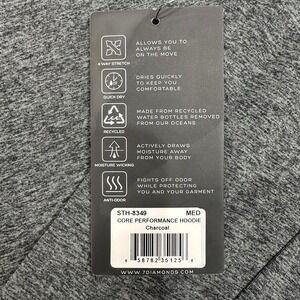 ALLOWS YOU TO
ALWAYS BE
ON THE MOVE
4 WAY STRETCH
DRIES QUICKLY
TO KEEP YOU
COMFORTABLE
QUICK DRY
MADE FROM RECYCLED
WATER BOTTLES REMOVED
FROM OUR OCEANS
RECYCLED
ACTIVELY DRAWS
MOISTURE AWAY
FROM YOUR BODY
MOISTURE WICKING
FIGHTS OFF ODOR
WHILE PROTECTING
YOU AND YOUR GARMENT
ANTI-ODOR
STH-8349 MED
CORE PERFORMANCE HOODIE
Charcoal
WWW.7DIAMONDS.COM